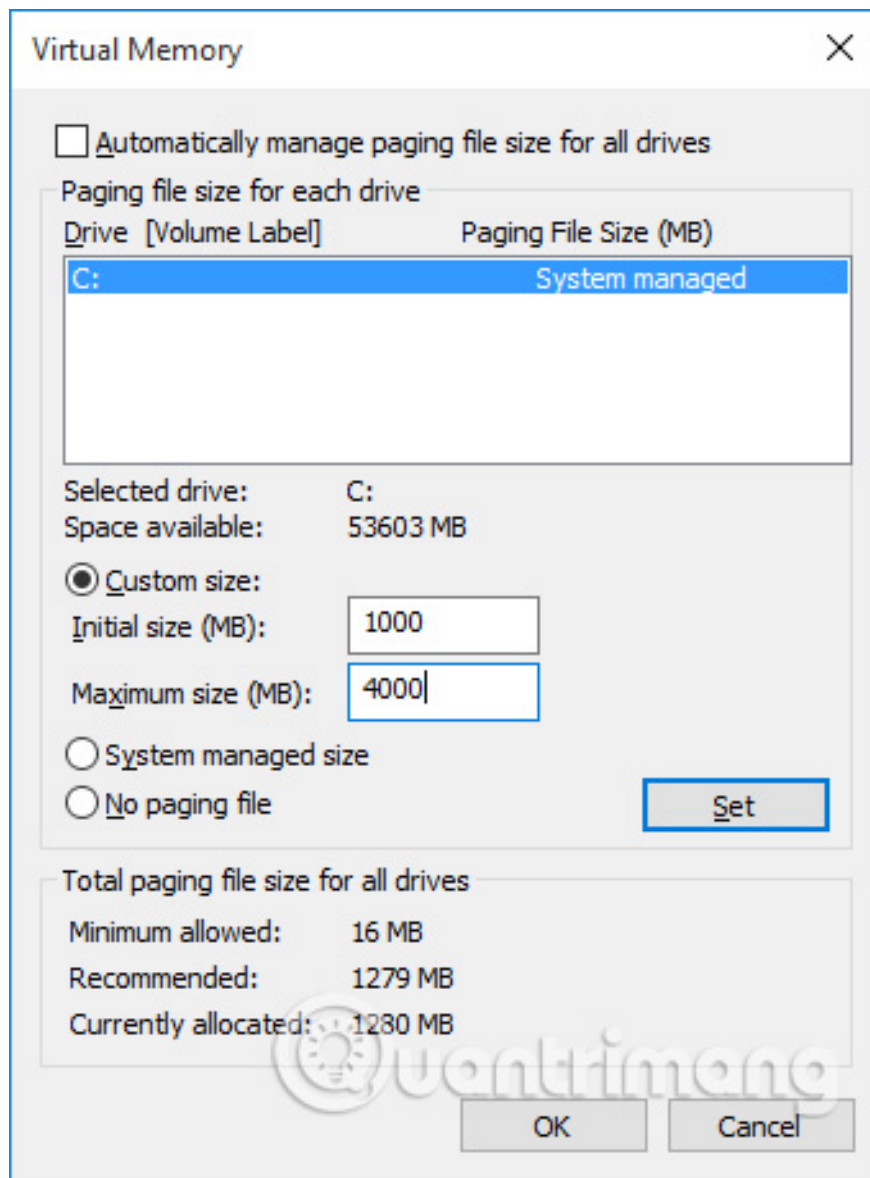 Virtual Memory
Automatically manage paging file size for all drives
Paging file size for each drive
Drive [Volume Label] Paging File Size (MB)
C: System managed
Selected drive: C:
Space available: 53603 MB
Custom size:
Initial size (MB): 1000
Maximum size (MB): 4000
System managed size
No paging file
Set
Total paging file size for all drives
Minimum allowed: 16 MB
Recommended: 1279 MB
Currently allocated: 1280 MB
Quantrimang
OK Cancel